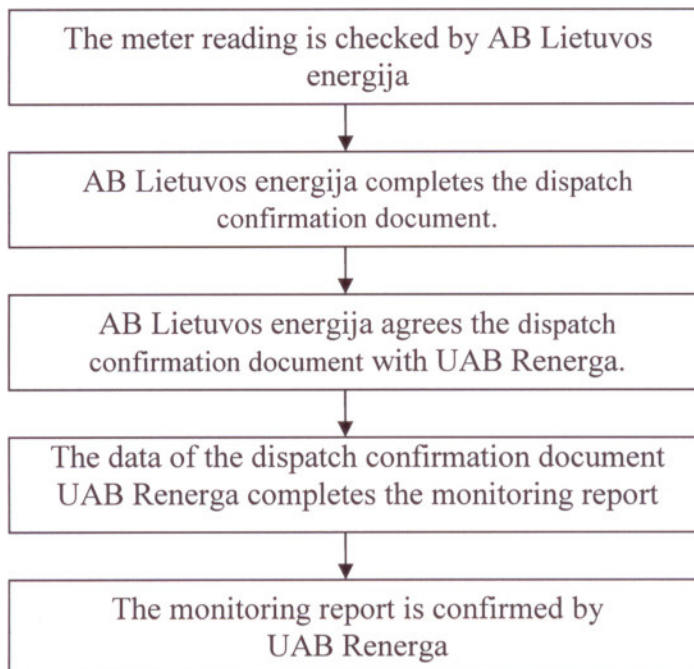 The meter reading is checked by AB Lietuvos
energija
AB Lietuvos energija completes the dispatch
confirmation document.
AB Lietuvos energija agrees the dispatch
confirmation document with UAB Renerga.
The data of the dispatch confirmation document
UAB Renerga completes the monitoring report
The monitoring report is confirmed by
UAB Renerga